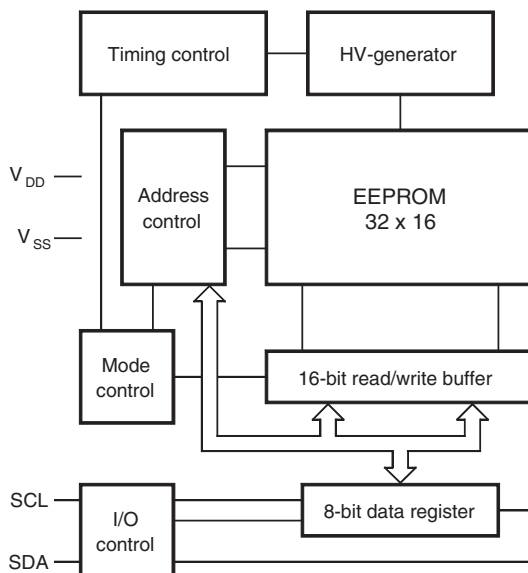 Timing control
HV-generator
V DD
Address
control
EEPROM
32 x 16
V SS
Mode
control
16-bit read/write buffer
SCL
I/O
control
8-bit data register
SDA